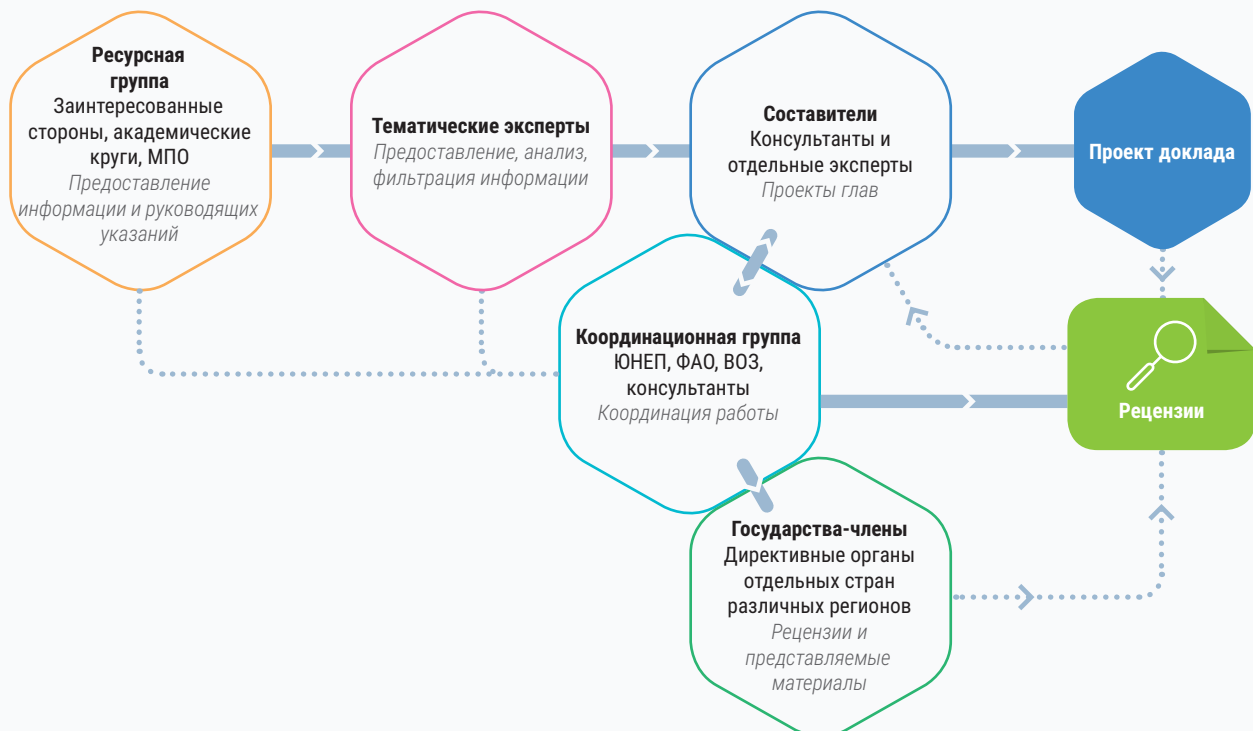 Ресурсная
группа
Заинтересованные
стороны, академические
круги, МПО
Предоставление
информации и руководящих
указаний
Тематические эксперты
Предоставление, анализ,
фильтрация информации
Составители
Консультанты и
отдельные эксперты
Проекты глав
Проект доклада
Координационная группа
ЮНЕП, ФАО, ВОЗ,
консультанты
Координация работы
Рецензии
Государства-члены
Директивные органы
отдельных стран
различных регионов
Рецензии и
представляемые
материалы